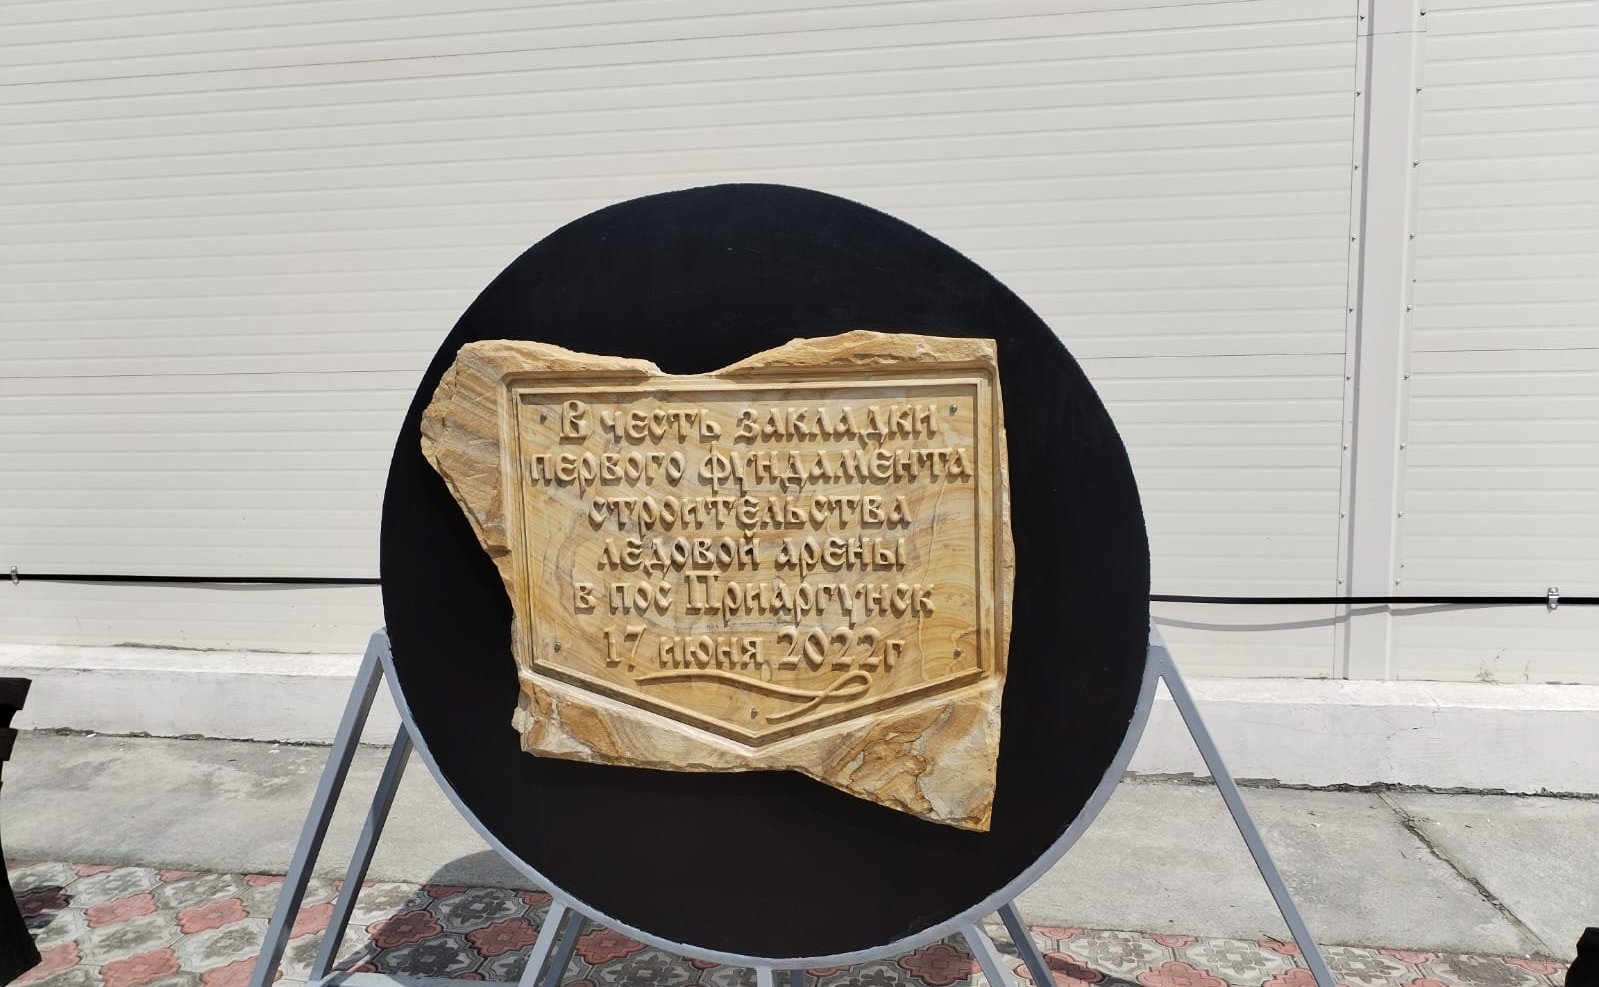 В честь закладки
первого фундамента
строительства
ледовой арены
в пос Приаргунск
17 июня 2022г